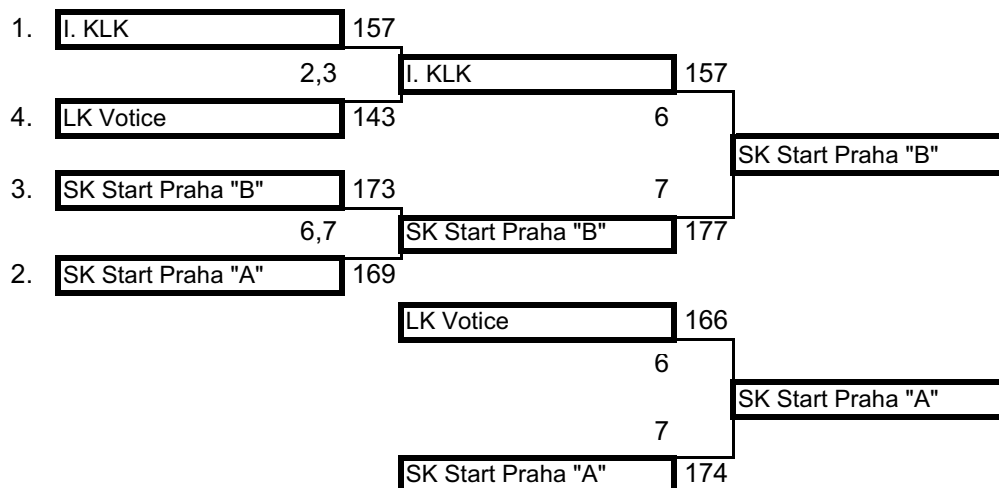 1. I. KLK 157
2,3 I. KLK 157
4. LK Votice 143 6
SK Start Praha "B"
3. SK Start Praha "B" 173 7
6,7 SK Start Praha "B" 177
2. SK Start Praha "A" 169
LK Votice 166
6
SK Start Praha "A"
7
SK Start Praha "A" 174